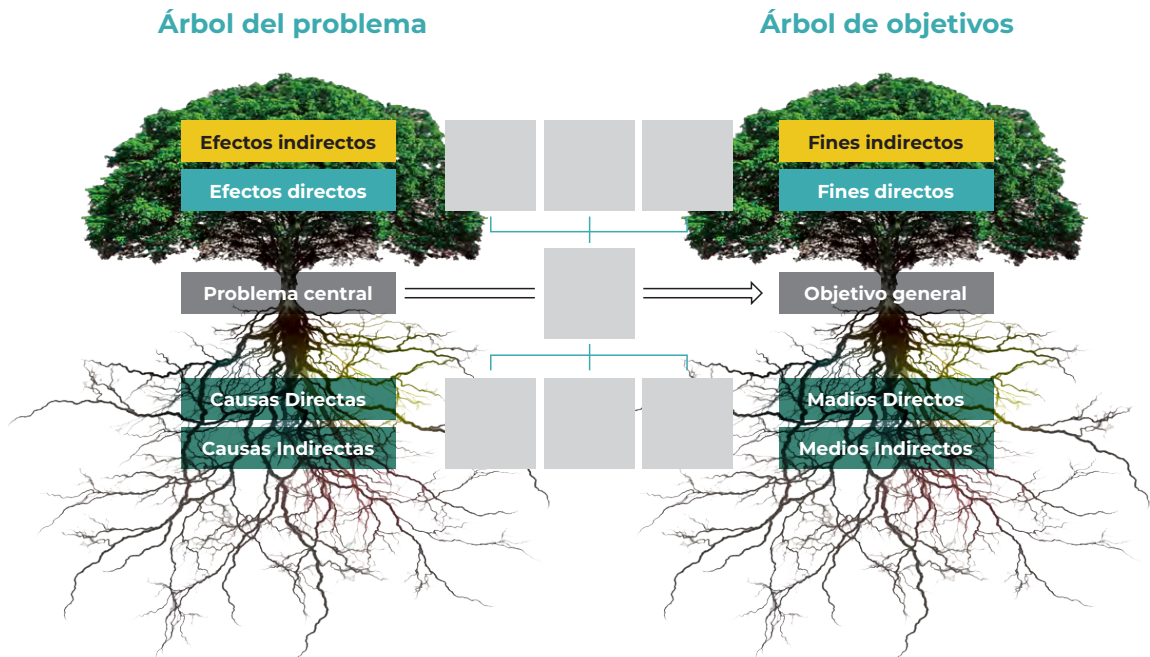 Árbol del problema
Árbol de objetivos
Efectos indirectos
Efectos directos
Fines indirectos
Fines directos
Problema central
Objetivo general
Causas Directas
Causas Indirectas
Madios Directos
Medios Indirectos